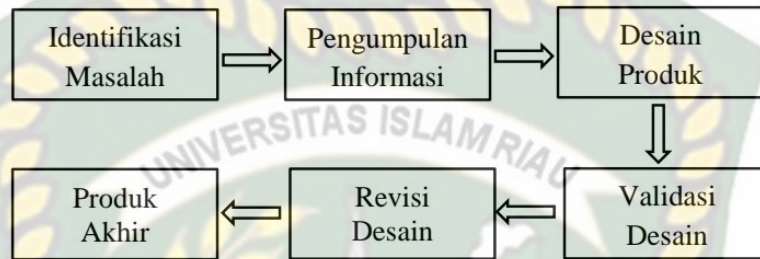 Identifikasi
Masalah
Pengumpulan
Informasi
Desain
Produk
UNIVERSITAS ISLAM RIAU
Validasi
Desain
Revisi
Desain
Produk
Akhir